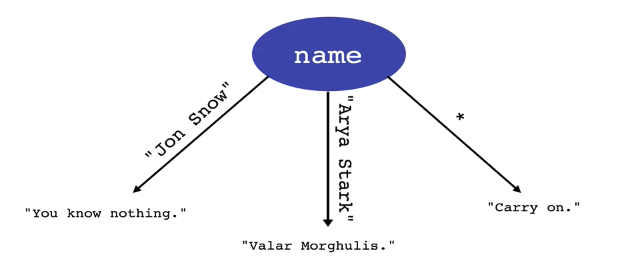 name
"Jon Snow"
"Arya Stark"
*
"You know nothing."
"Carry on."
"Valar Morghulis."